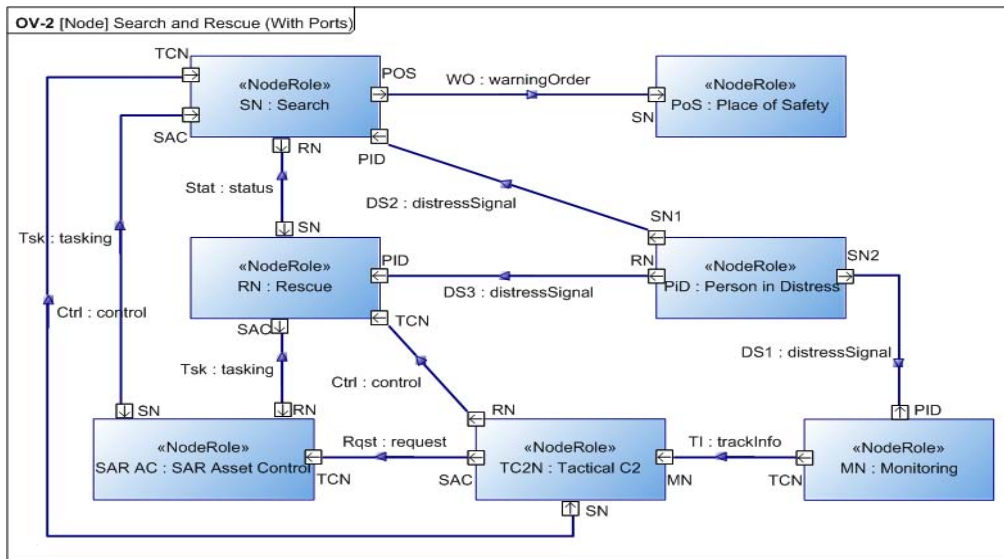 OV-2 [Node] Search and Rescue (With Ports)
TCN
«NodeRole»
SN : Search
POS
WO : warningOrder
«NodeRole»
PoS : Place of Safety
SN
SAC
RN
PID
Stat : status
DS2 : distressSignal
Tsk : tasking
SN
SN1
«NodeRole»
RN : Rescue
PID
RN
«NodeRole»
PiD : Person in Distress
SN2
DS3 : distressSignal
Ctrl : control
SAC
TCN
Tsk : tasking
Ctrl : control
DS1 : distressSignal
SN
RN
RN
PID
«NodeRole»
SAR AC : SAR Asset Control
Rqst : request
«NodeRole»
TC2N : Tactical C2
TI : trackInfo
«NodeRole»
MN : Monitoring
TCN
SAC
MN
TCN
SN